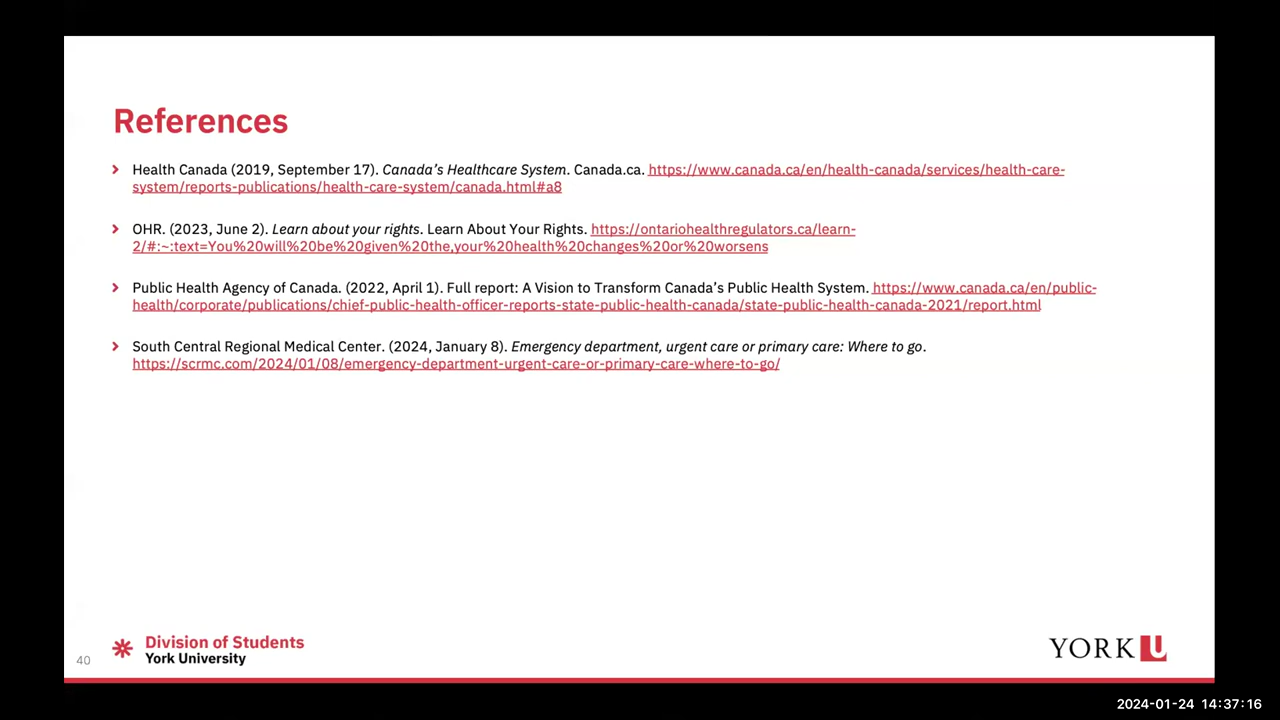 References
Health Canada (2019, September 17). Canada's Healthcare System. Canada.ca. https://www.canada.ca/en/health-canada/services/health-care-
system/reports-publications/health-care-system/canada.html#a8
OHR. (2023, June 2). Learn about your rights. Learn About Your Rights. https://ontariohealthregulators.ca/learn-
2/#:~:text=You%20will%20be%20given%20the,your%20health%20changes%20or%20worsens
Public Health Agency of Canada. (2022, April 1). Full report: A Vision to Transform Canada's Public Health System. https://www.canada.ca/en/public-
health/corporate/publications/chief-public-health-officer-reports-state-public-health-canada/state-public-health-canada-2021/report.html
South Central Regional Medical Center. (2024, January 8). Emergency department, urgent care or primary care: Where to go.
https://scrmc.com/2024/01/08/emergency-department-urgent-care-or-primary-care-where-to-go/
40
Division of Students
York University
YORK U
2024-01-24 14:37:16